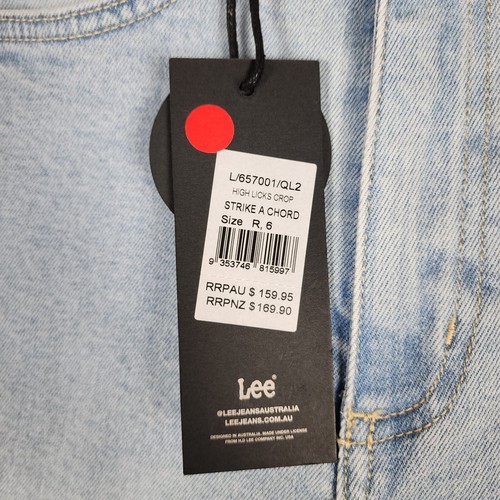 L/657001/QL2
HIGH LICKS CROP
STRIKE A CHORD
Size R, 6
9 353746 815997
RRPAU $ 159.95
RRPNZ $ 169.90
Lee®
@LEEJEANSAUSTRALIA
LEEJEANS.COM.AU
DESIGNED IN AUSTRALIA. MADE UNDER LICENSE
FROM H.D LEE COMPANY INC. USA